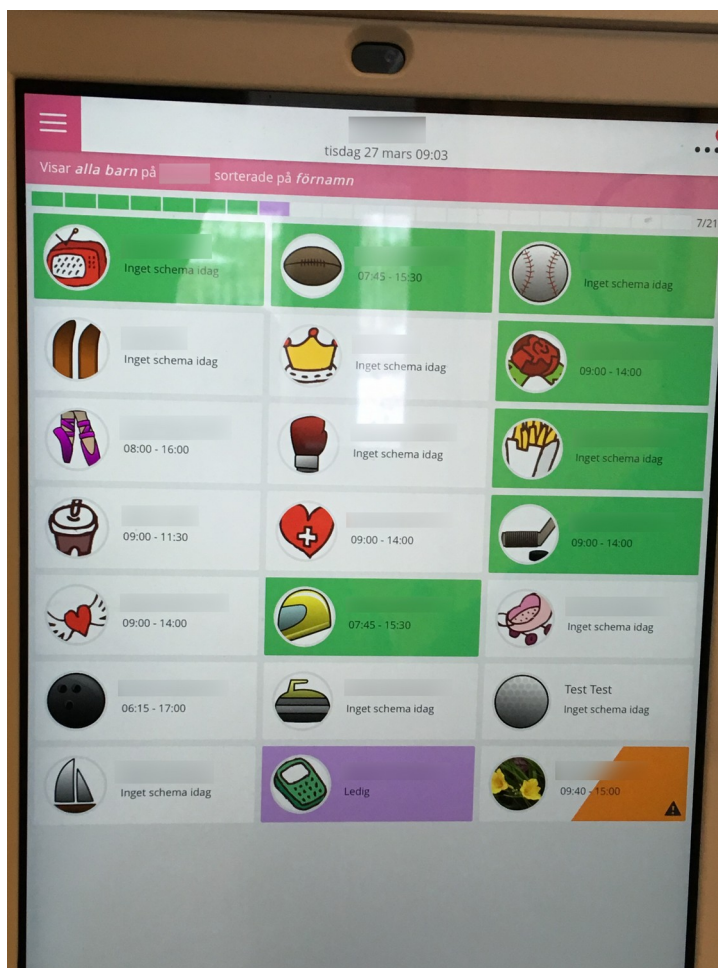 tisdag 27 mars 09:03
Visar alla barn på sorterade på förnamn
7/21
Inget schema idag
07:45 - 15:30
Inget schema idag
Inget schema idag
Inget schema idag
09:00 - 14:00
08:00 - 16:00
Inget schema idag
Inget schema idag
09:00 - 11:30
09:00 - 14:00
09:00 - 14:00
09:00 - 14:00
07:45 - 15:30
Inget schema idag
06:15 - 17:00
Inget schema idag
Test Test
Inget schema idag
Inget schema idag
Ledig
09:40 - 15:00